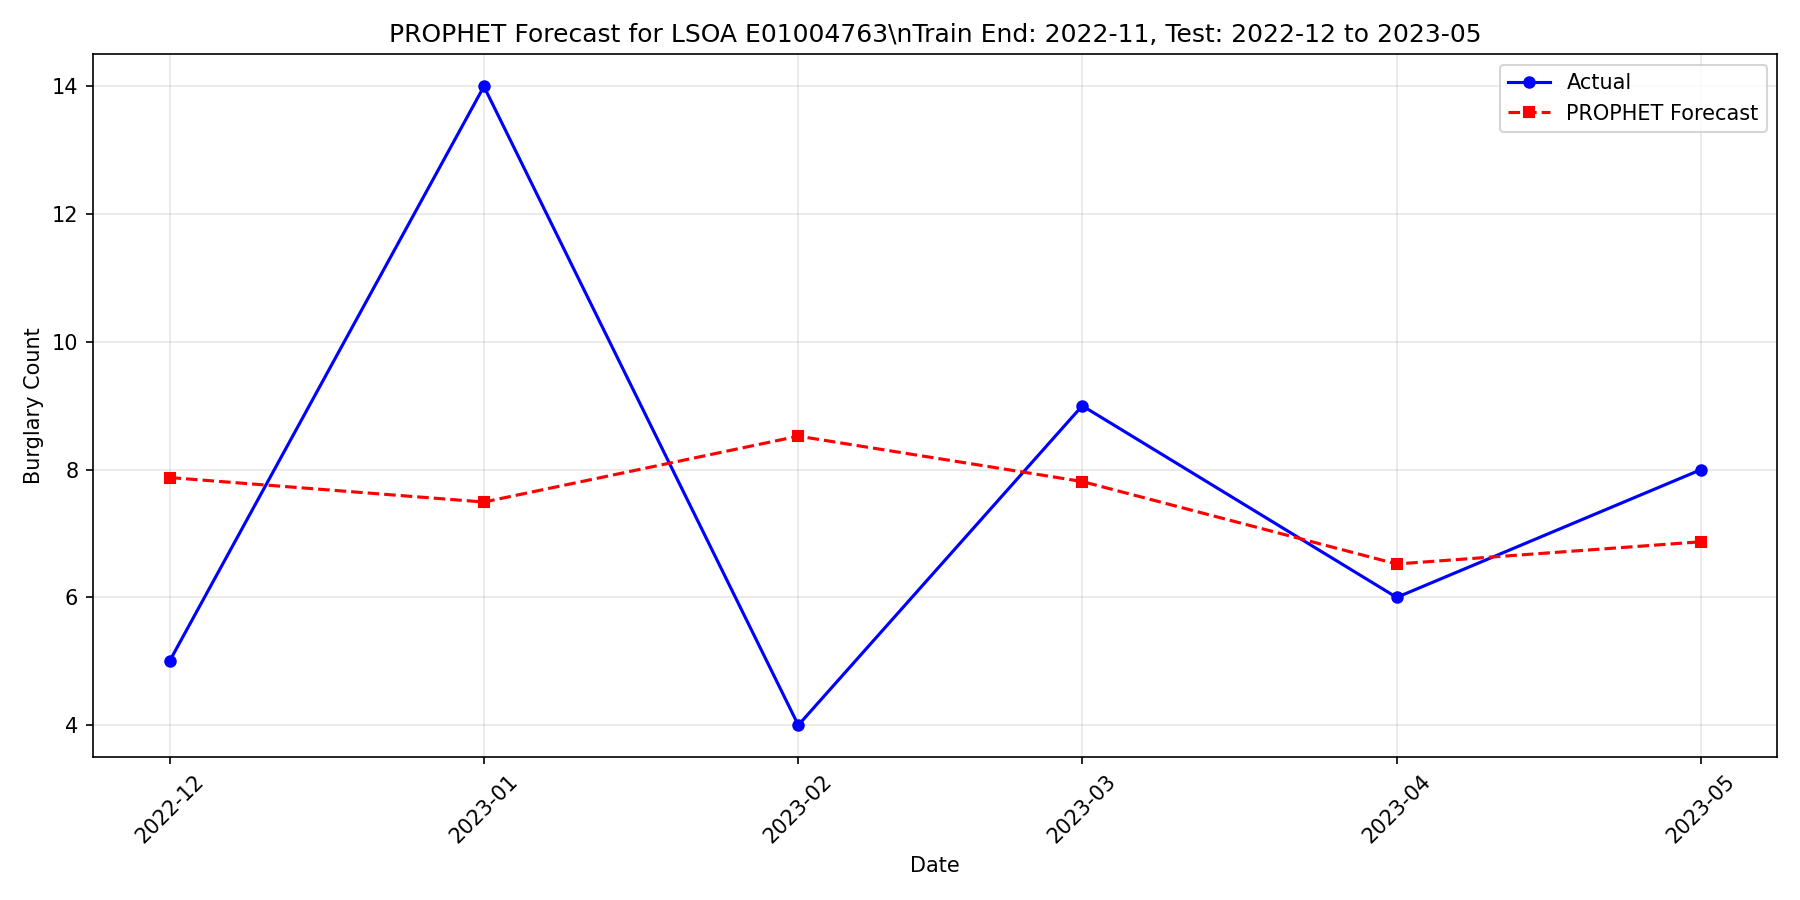 PROPHET Forecast for LSOA E01004763\nTrain End: 2022-11, Test: 2022-12 to 2023-05
Actual
PROPHET Forecast
Burglary Count
14
12
10
8
6
4
2022-12
2023-01
2023-02
2023-03
2023-04
2023-05
Date